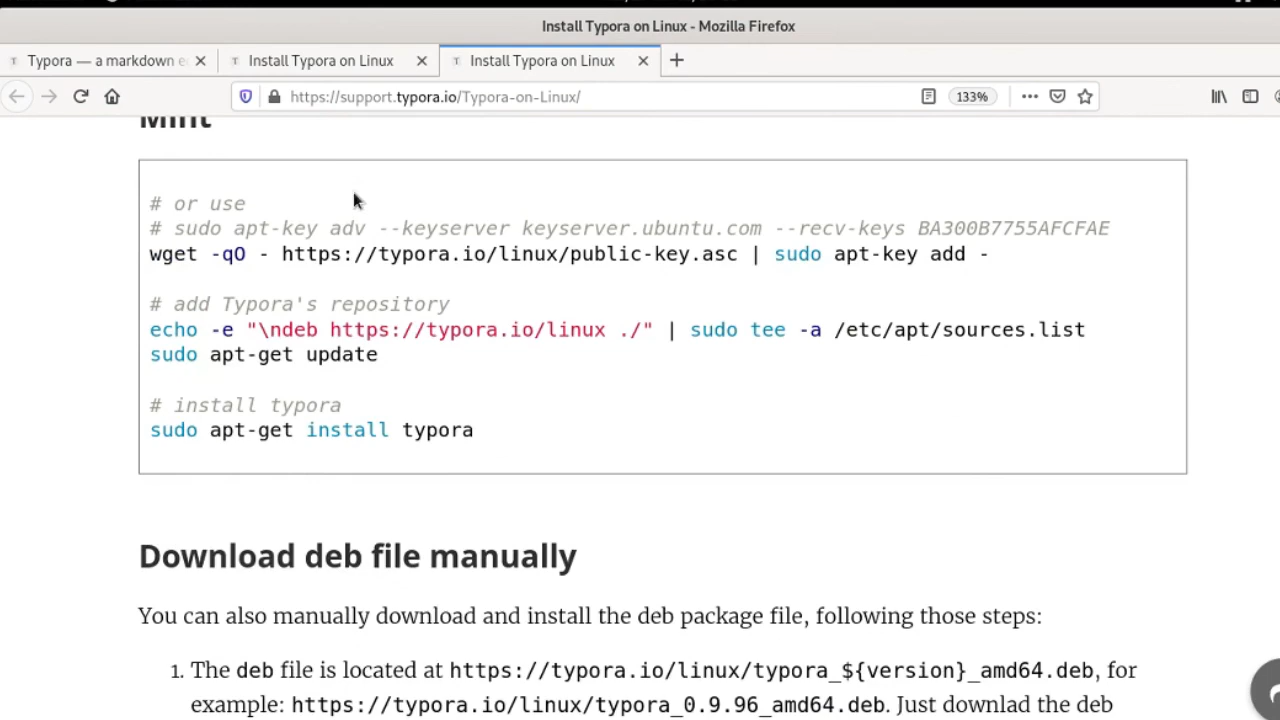 Install Typora on Linux - Mozilla Firefox
Typora — a markdown e
Install Typora on Linux
Install Typora on Linux
https://support.typora.io/Typora-on-Linux/
133%
Mint
# or use
# sudo apt-key adv --keyserver keyserver.ubuntu.com --recv-keys BA300B7755AFCFAE
wget -qO - https://typora.io/linux/public-key.asc | sudo apt-key add -
# add Typora's repository
echo -e "\ndeb https://typora.io/linux ./" | sudo tee -a /etc/apt/sources.list
sudo apt-get update
# install typora
sudo apt-get install typora
Download deb file manually
You can also manually download and install the deb package file, following those steps:
1. The deb file is located at https://typora.io/linux/typora_${version}_amd64.deb, for
example: https://typora.io/linux/typora_0.9.96_amd64.deb. Just downlad the deb